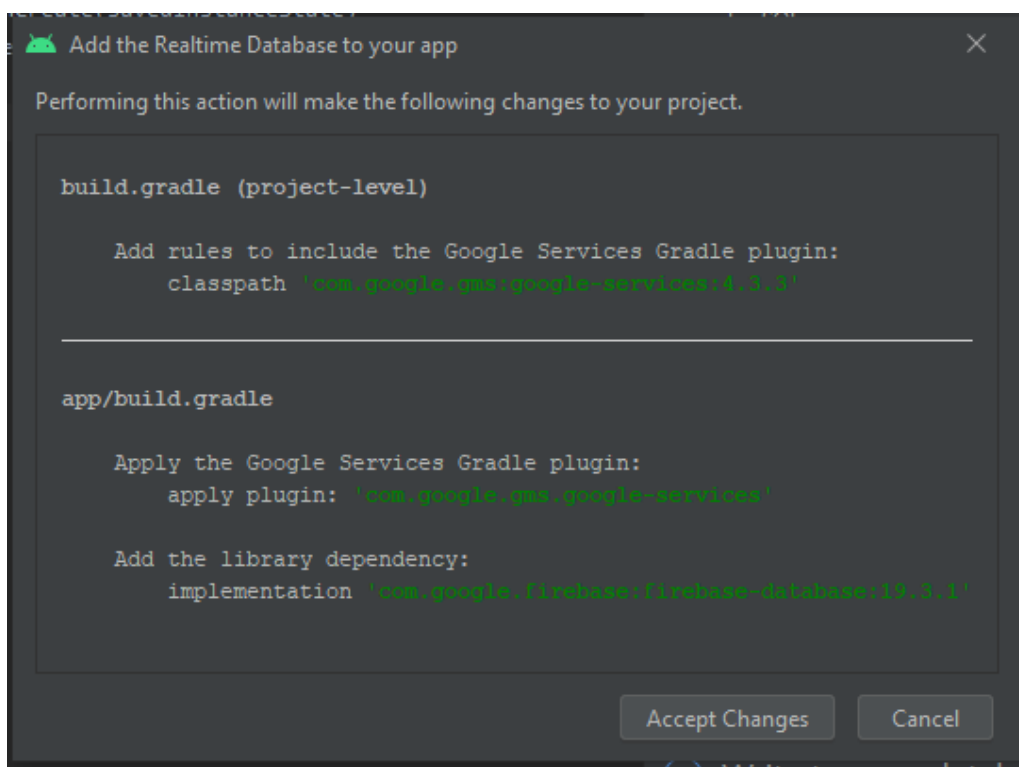 Add the Realtime Database to your app
Performing this action will make the following changes to your project.
build.gradle (project-level)
Add rules to include the Google Services Gradle plugin:
classpath 'com.google.gms:google-services:4.3.3'
app/build.gradle
Apply the Google Services Gradle plugin:
apply plugin: 'com.google.gms.google-services'
Add the library dependency:
implementation 'com.google.firebase:firebase-database:19.3.1'
Accept Changes
Cancel